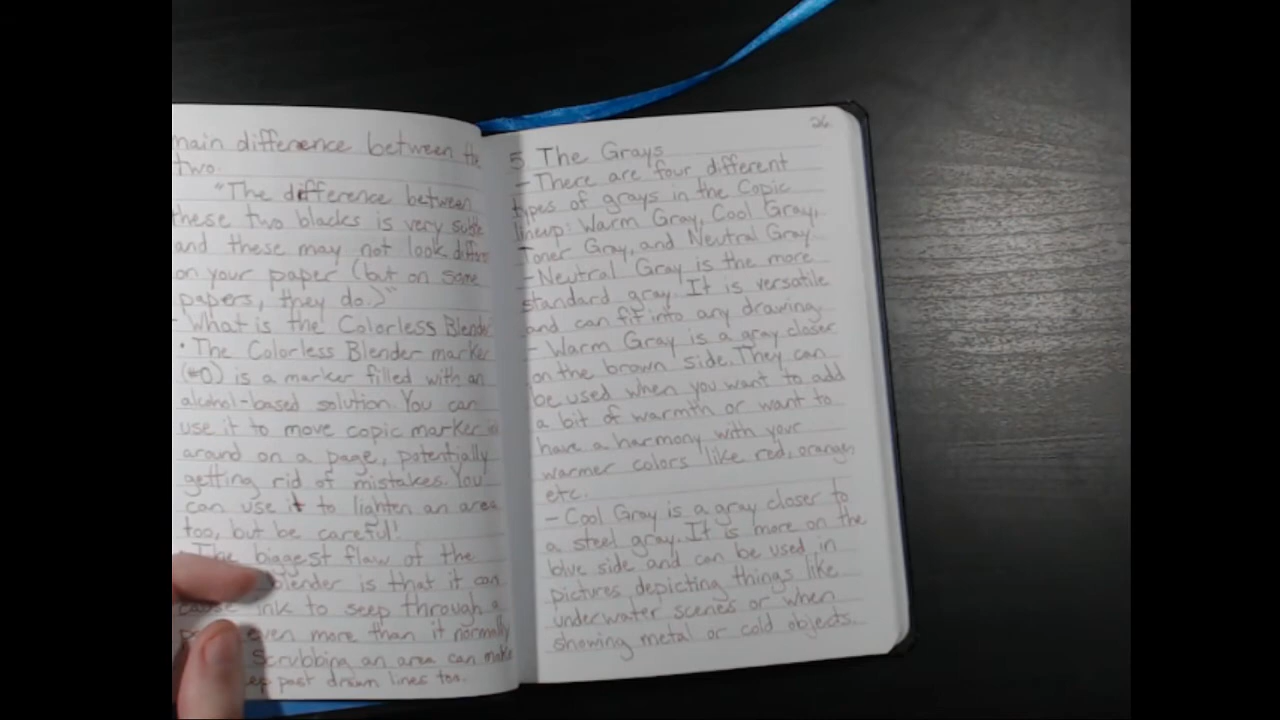 main difference between the
two.
"The difference between
these two blacks is very subtle
and these may not look
on your paper (but on some
papers, they do.)"
- What is the Colorless Blender
• The Colorless Blender marker
(#0) is a marker filled with an
alcohol-based solution. You can
use it to move copic marker
around on a page, potentially
getting rid of mistakes. You
can use it to lighten an area
too, but be careful!
The biggest flaw of the
blender is that it can
cause ink to seep through a
even more than it normally
Scrubbing an area can make
past drawn lines too.
26
5 The Grays
- There are four different
types of grays in the Copic
lineup: Warm Gray, Cool Gray,
Toner Gray, and Neutral Gray
- Neutral Gray is the more
standard gray. It is versatile
and can fit into any drawing.
- Warm Gray is a gray closer
on the brown side. They can
be used when you want to add
a bit of warmth or want to
have a harmony with your
warmer colors like red, orange,
etc.
- Cool Gray is a gray closer to
a steel gray. It is more on the
blue side and can be used in
pictures depicting things like
underwater scenes or when
showing metal or cold objects.